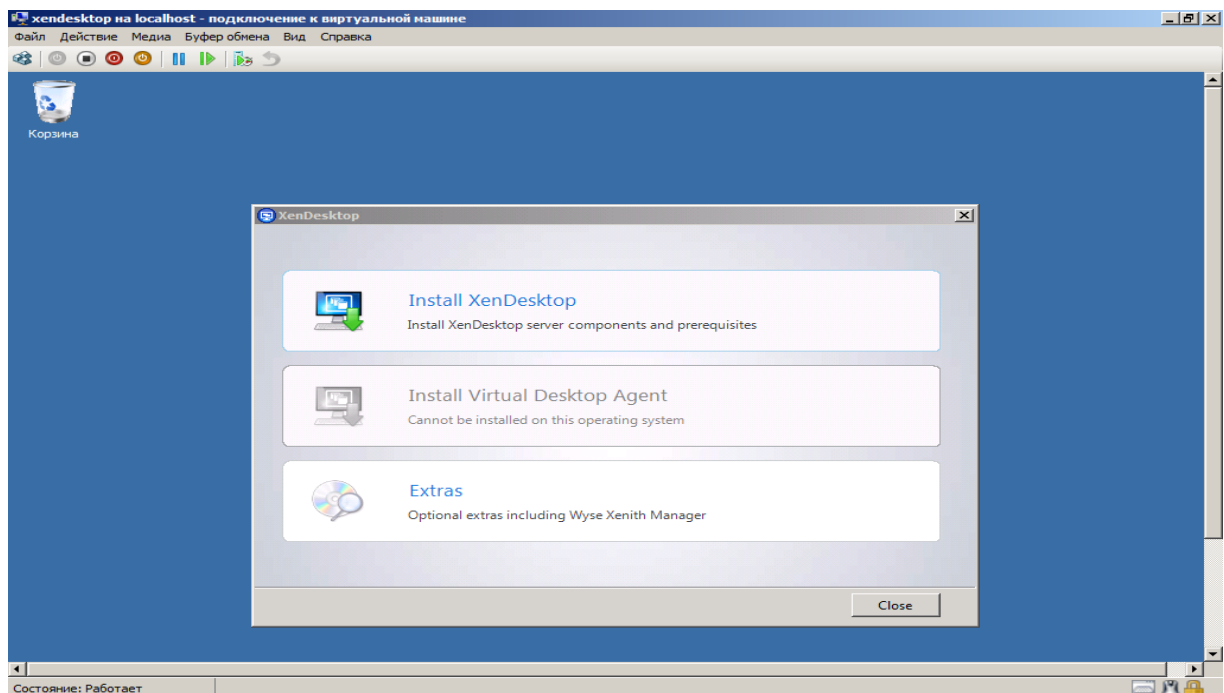 xendesktop на localhost - подключение к виртуальной машине
Файл Действие Медиа Буфер обмена Вид Справка
Корзина
XenDesktop
Install XenDesktop
Install XenDesktop server components and prerequisites
Install Virtual Desktop Agent
Cannot be installed on this operating system
Extras
Optional extras including Wyse Xenith Manager
Close
Состояние: Работает